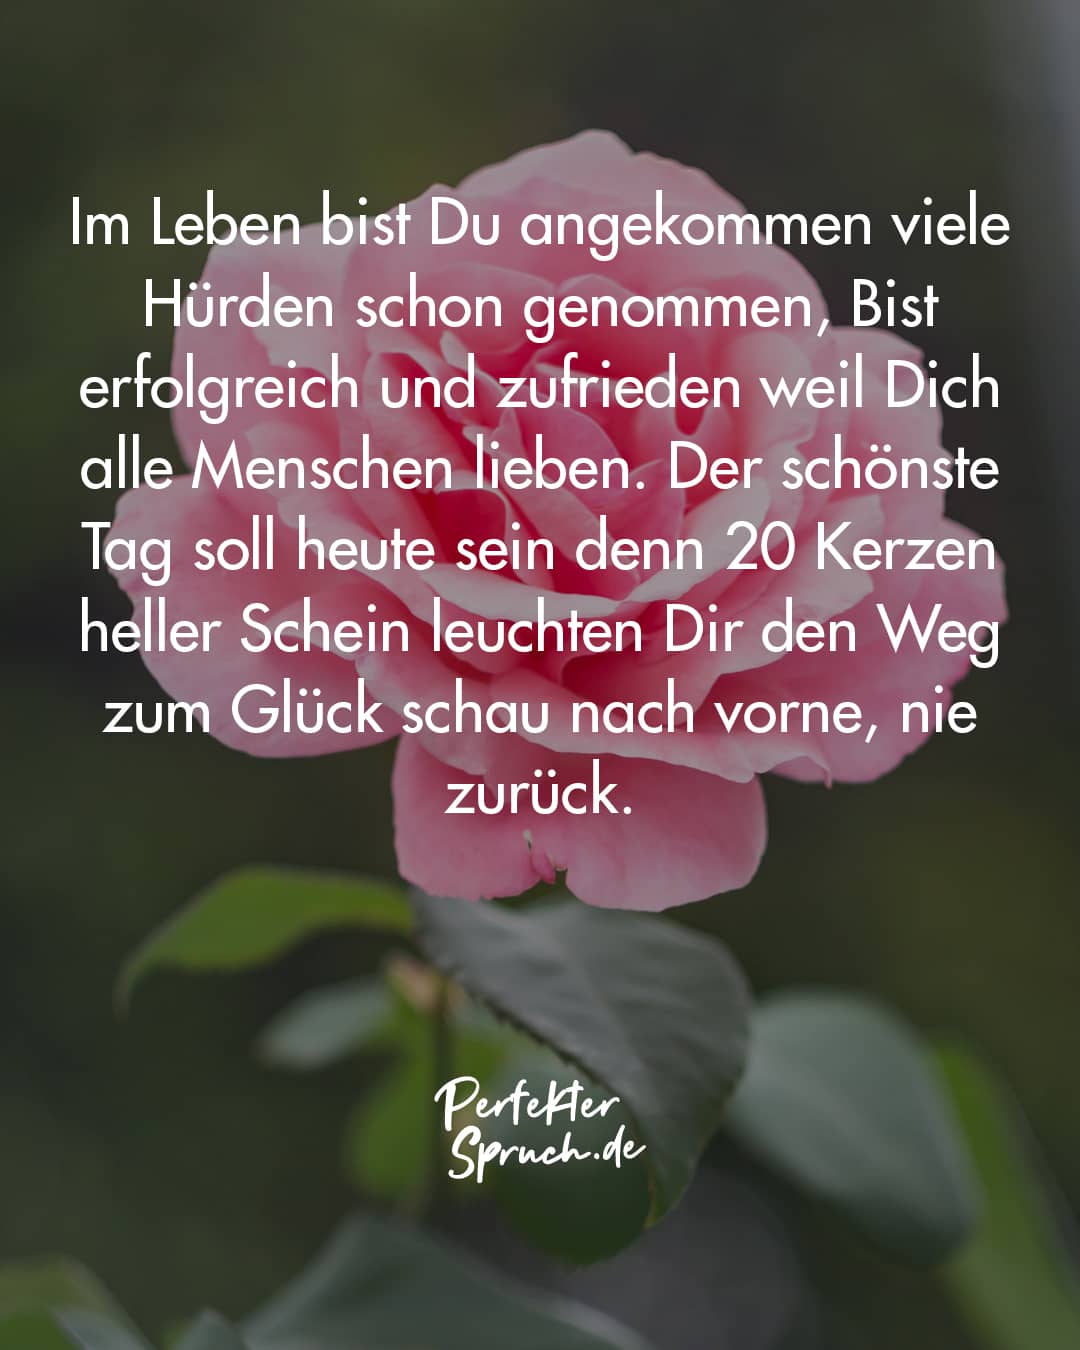 Im Leben bist Du angekommen viele
Hürden schon genommen, Bist
erfolgreich und zufrieden weil Dich
alle Menschen lieben. Der schönste
Tag soll heute sein denn 20 Kerzen
heller Schein leuchten Dir den Weg
zum Glück schau nach vorne, nie
zurück.
Perfekter
Spruch.de